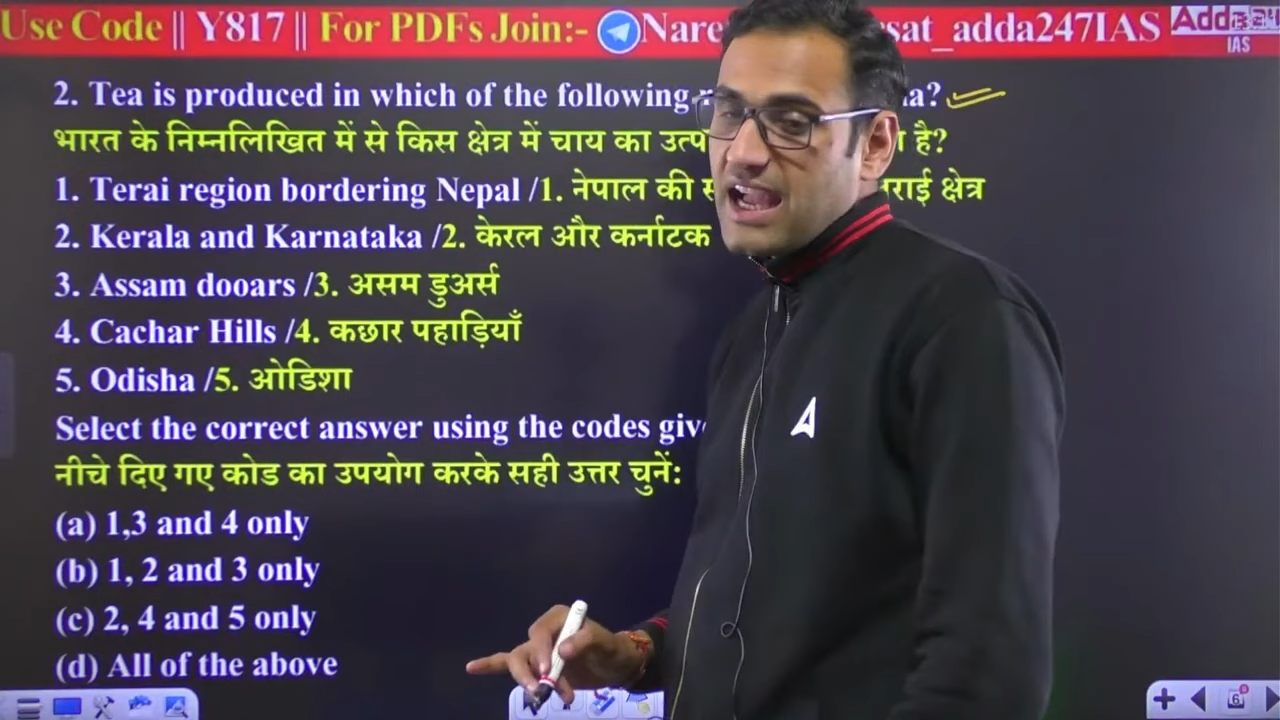 Use Code || Y817 || For PDFs Join:- Nare sat_adda247IAS Adda247
IAS
2. Tea is produced in which of the following
भारत के निम्नलिखित में से किस क्षेत्र में चाय का है?
1. Terai region bordering Nepal /1. नेपाल की क्षेत्र
2. Kerala and Karnataka /2. केरल और कर्नाटक
3. Assam dooars /3. असम डुअर्स
4. Cachar Hills /4. कछार पहाड़ियाँ
5. Odisha /5. ओडिशा
Select the correct answer using the codes
नीचे दिए गए कोड का उपयोग करके सही उत्तर चुनें:
(a) 1,3 and 4 only
(b) 1, 2 and 3 only
(c) 2, 4 and 5 only
(d) All of the above